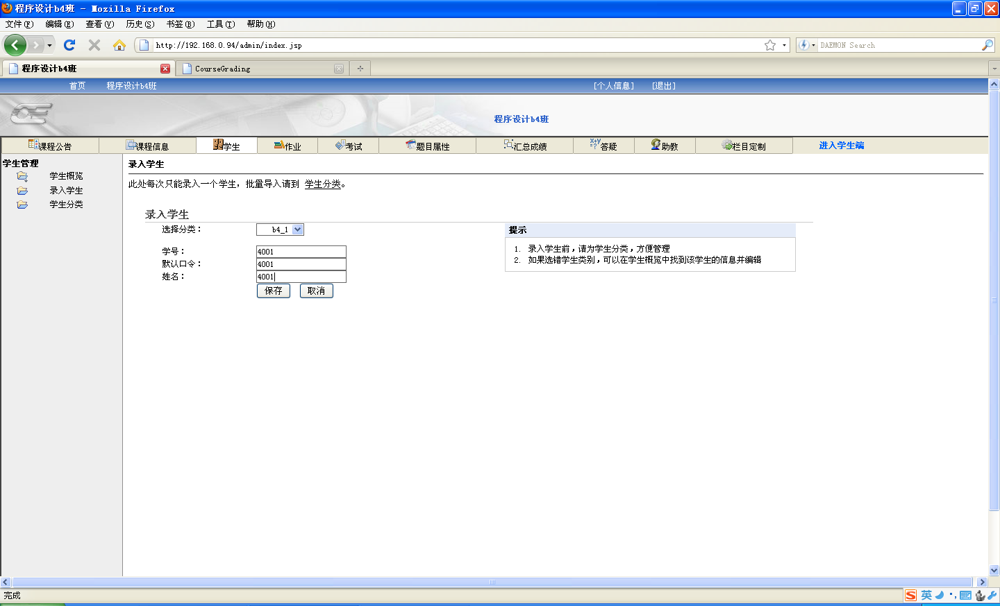 程序设计b4班 - Mozilla Firefox
文件(F) 编辑(E) 查看(V) 历史(S) 书签(B) 工具(T) 帮助(H)
http://192.168.0.94/admin/index.jsp DAEMON Search
程序设计b4班 CourseGrading
首页 程序设计b4班 [个人信息] [退出]
程序设计b4班
课程公告 课程信息 学生 作业 考试 题目属性 汇总成绩 答疑 助教 栏目定制 进入学生端
学生管理
学生概览
录入学生
学生分类
录入学生
此处每次只能录入一个学生，批量导入请到 学生分类。
录入学生
选择分类： b4_1
学号： 4001
默认口令： 4001
姓名： 4001
保存 取消
提示
1. 录入学生前，请为学生分类，方便管理
2. 如果选错学生类别，可以在学生概览中找到该学生的信息并编辑
完成
S 英